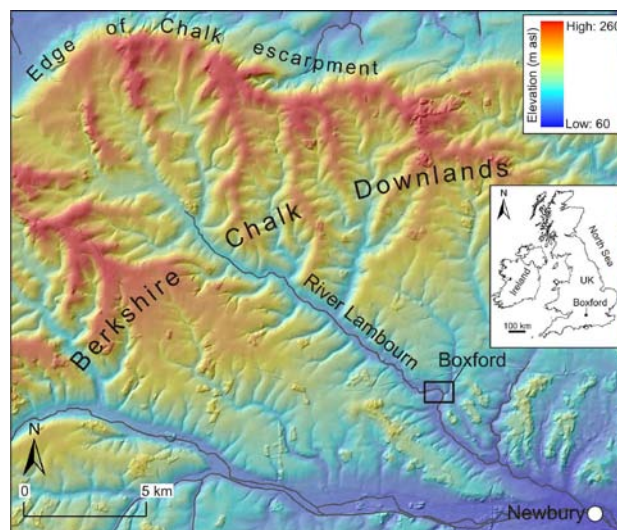 Edge of Chalk escarpment
Elevation (m asl)
High: 260
Low: 60
Berkshire Chalk Downlands
N
North Sea
Ireland
UK
Boxford
100 km
River Lambourn
Boxford
N
0 5 km
Newbury